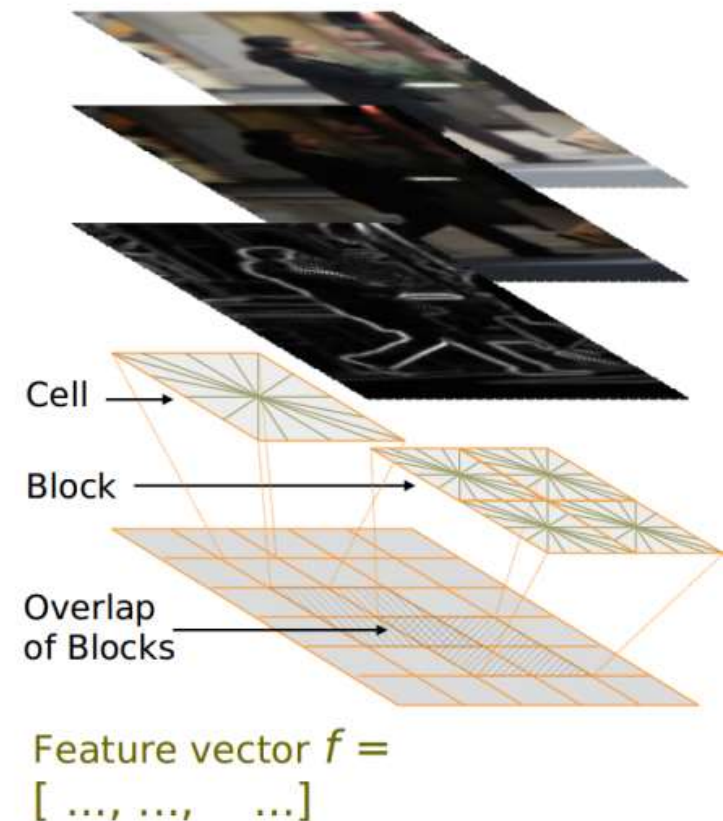 Cell
Block
Overlap
of Blocks
Feature vector f =
[ ..., ..., ...]